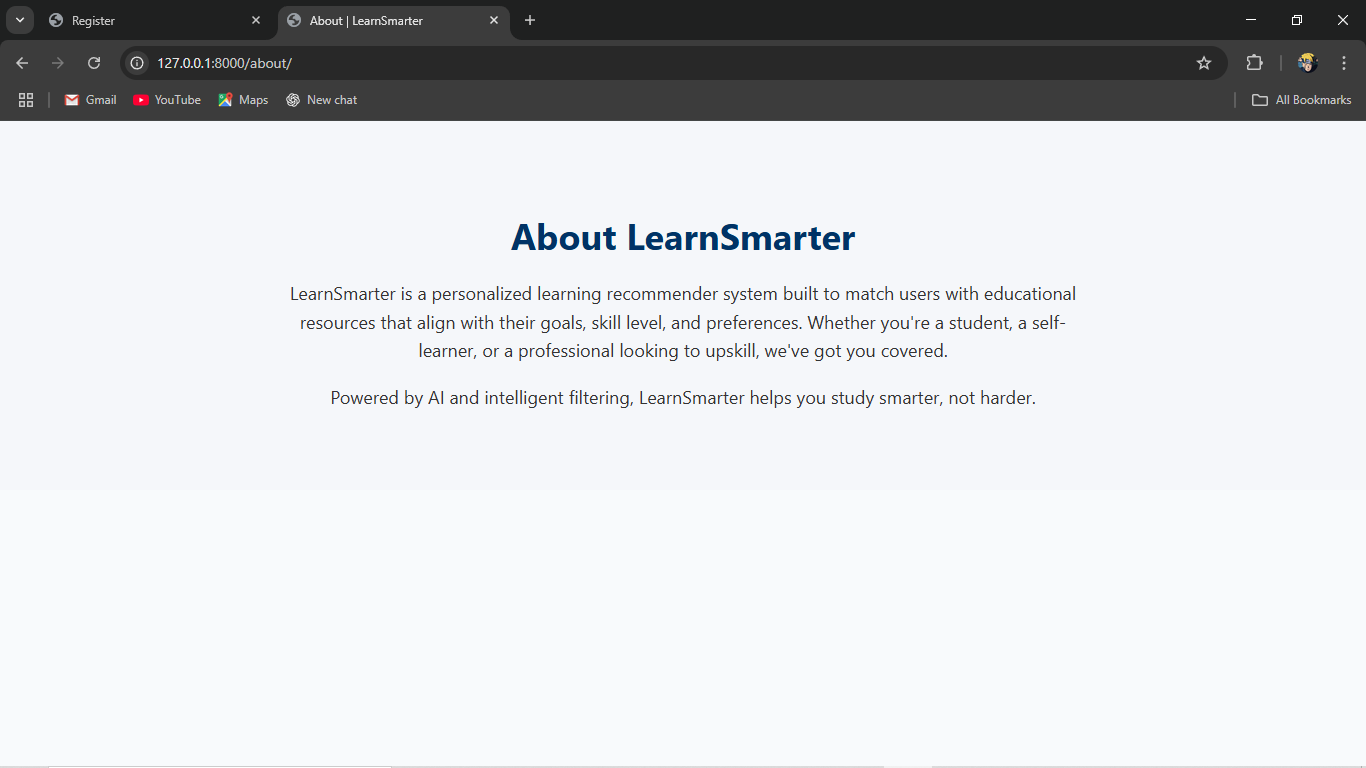 Register
About | LearnSmarter
127.0.0.1:8000/about/
Gmail
YouTube
Maps
New chat
All Bookmarks
About LearnSmarter
LearnSmarter is a personalized learning recommender system built to match users with educational
resources that align with their goals, skill level, and preferences. Whether you're a student, a self-
learner, or a professional looking to upskill, we've got you covered.
Powered by AI and intelligent filtering, LearnSmarter helps you study smarter, not harder.